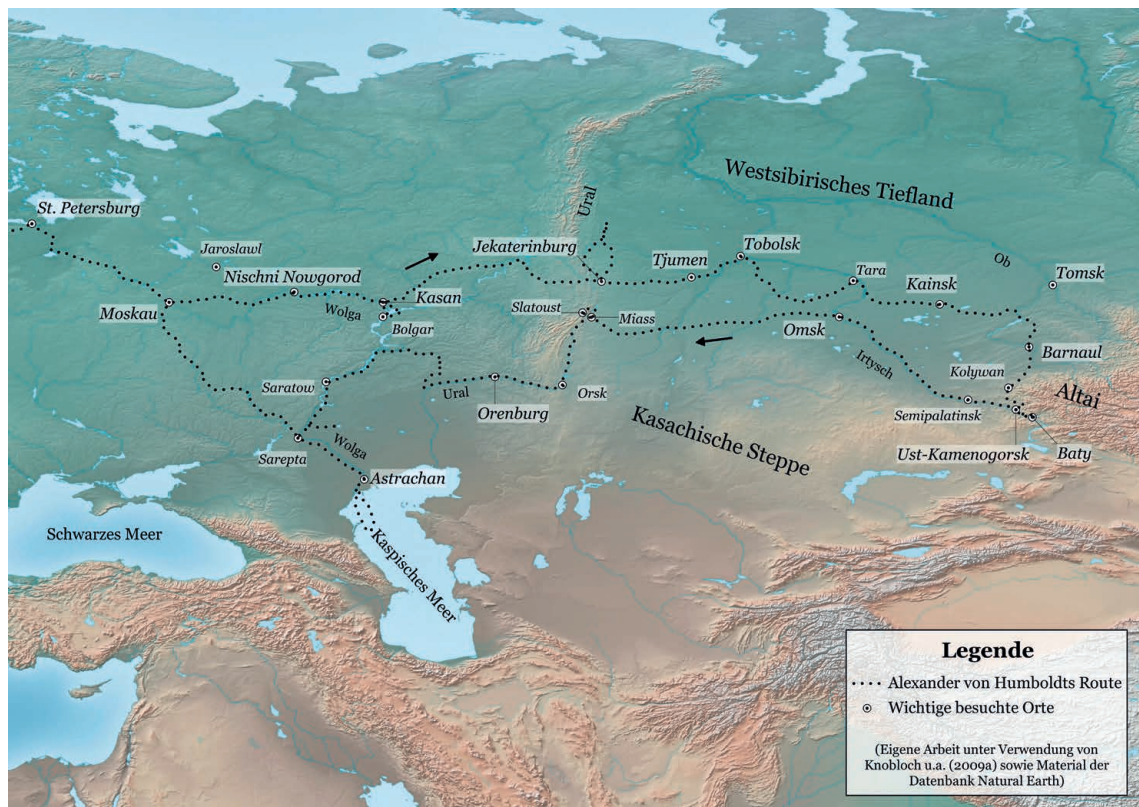 Westsibirisches Tiefland
St. Petersburg
Ural
Jaroslawl
Jekaterinburg
Tobolsk
Ob
Nischni Nowgorod
Tjumen
Tara
Tomsk
Kainsk
Moskau
Wolga
Kasan
Bolgar
Slatoust
Miass
Omsk
Barnaul
Irtysch
Kolywan
Altai
Saratow
Ural
Orenburg
Orsk
Semipalatinsk
Kasachische Steppe
Ust-Kamenogorsk
Baty
Sarepta
Wolga
Astrachan
Schwarzes Meer
Kaspisches Meer
Legende
Alexander von Humboldts Route
Wichtige besuchte Orte
(Eigene Arbeit unter Verwendung von
Knobloch u.a. (2009a) sowie Material der
Datenbank Natural Earth)